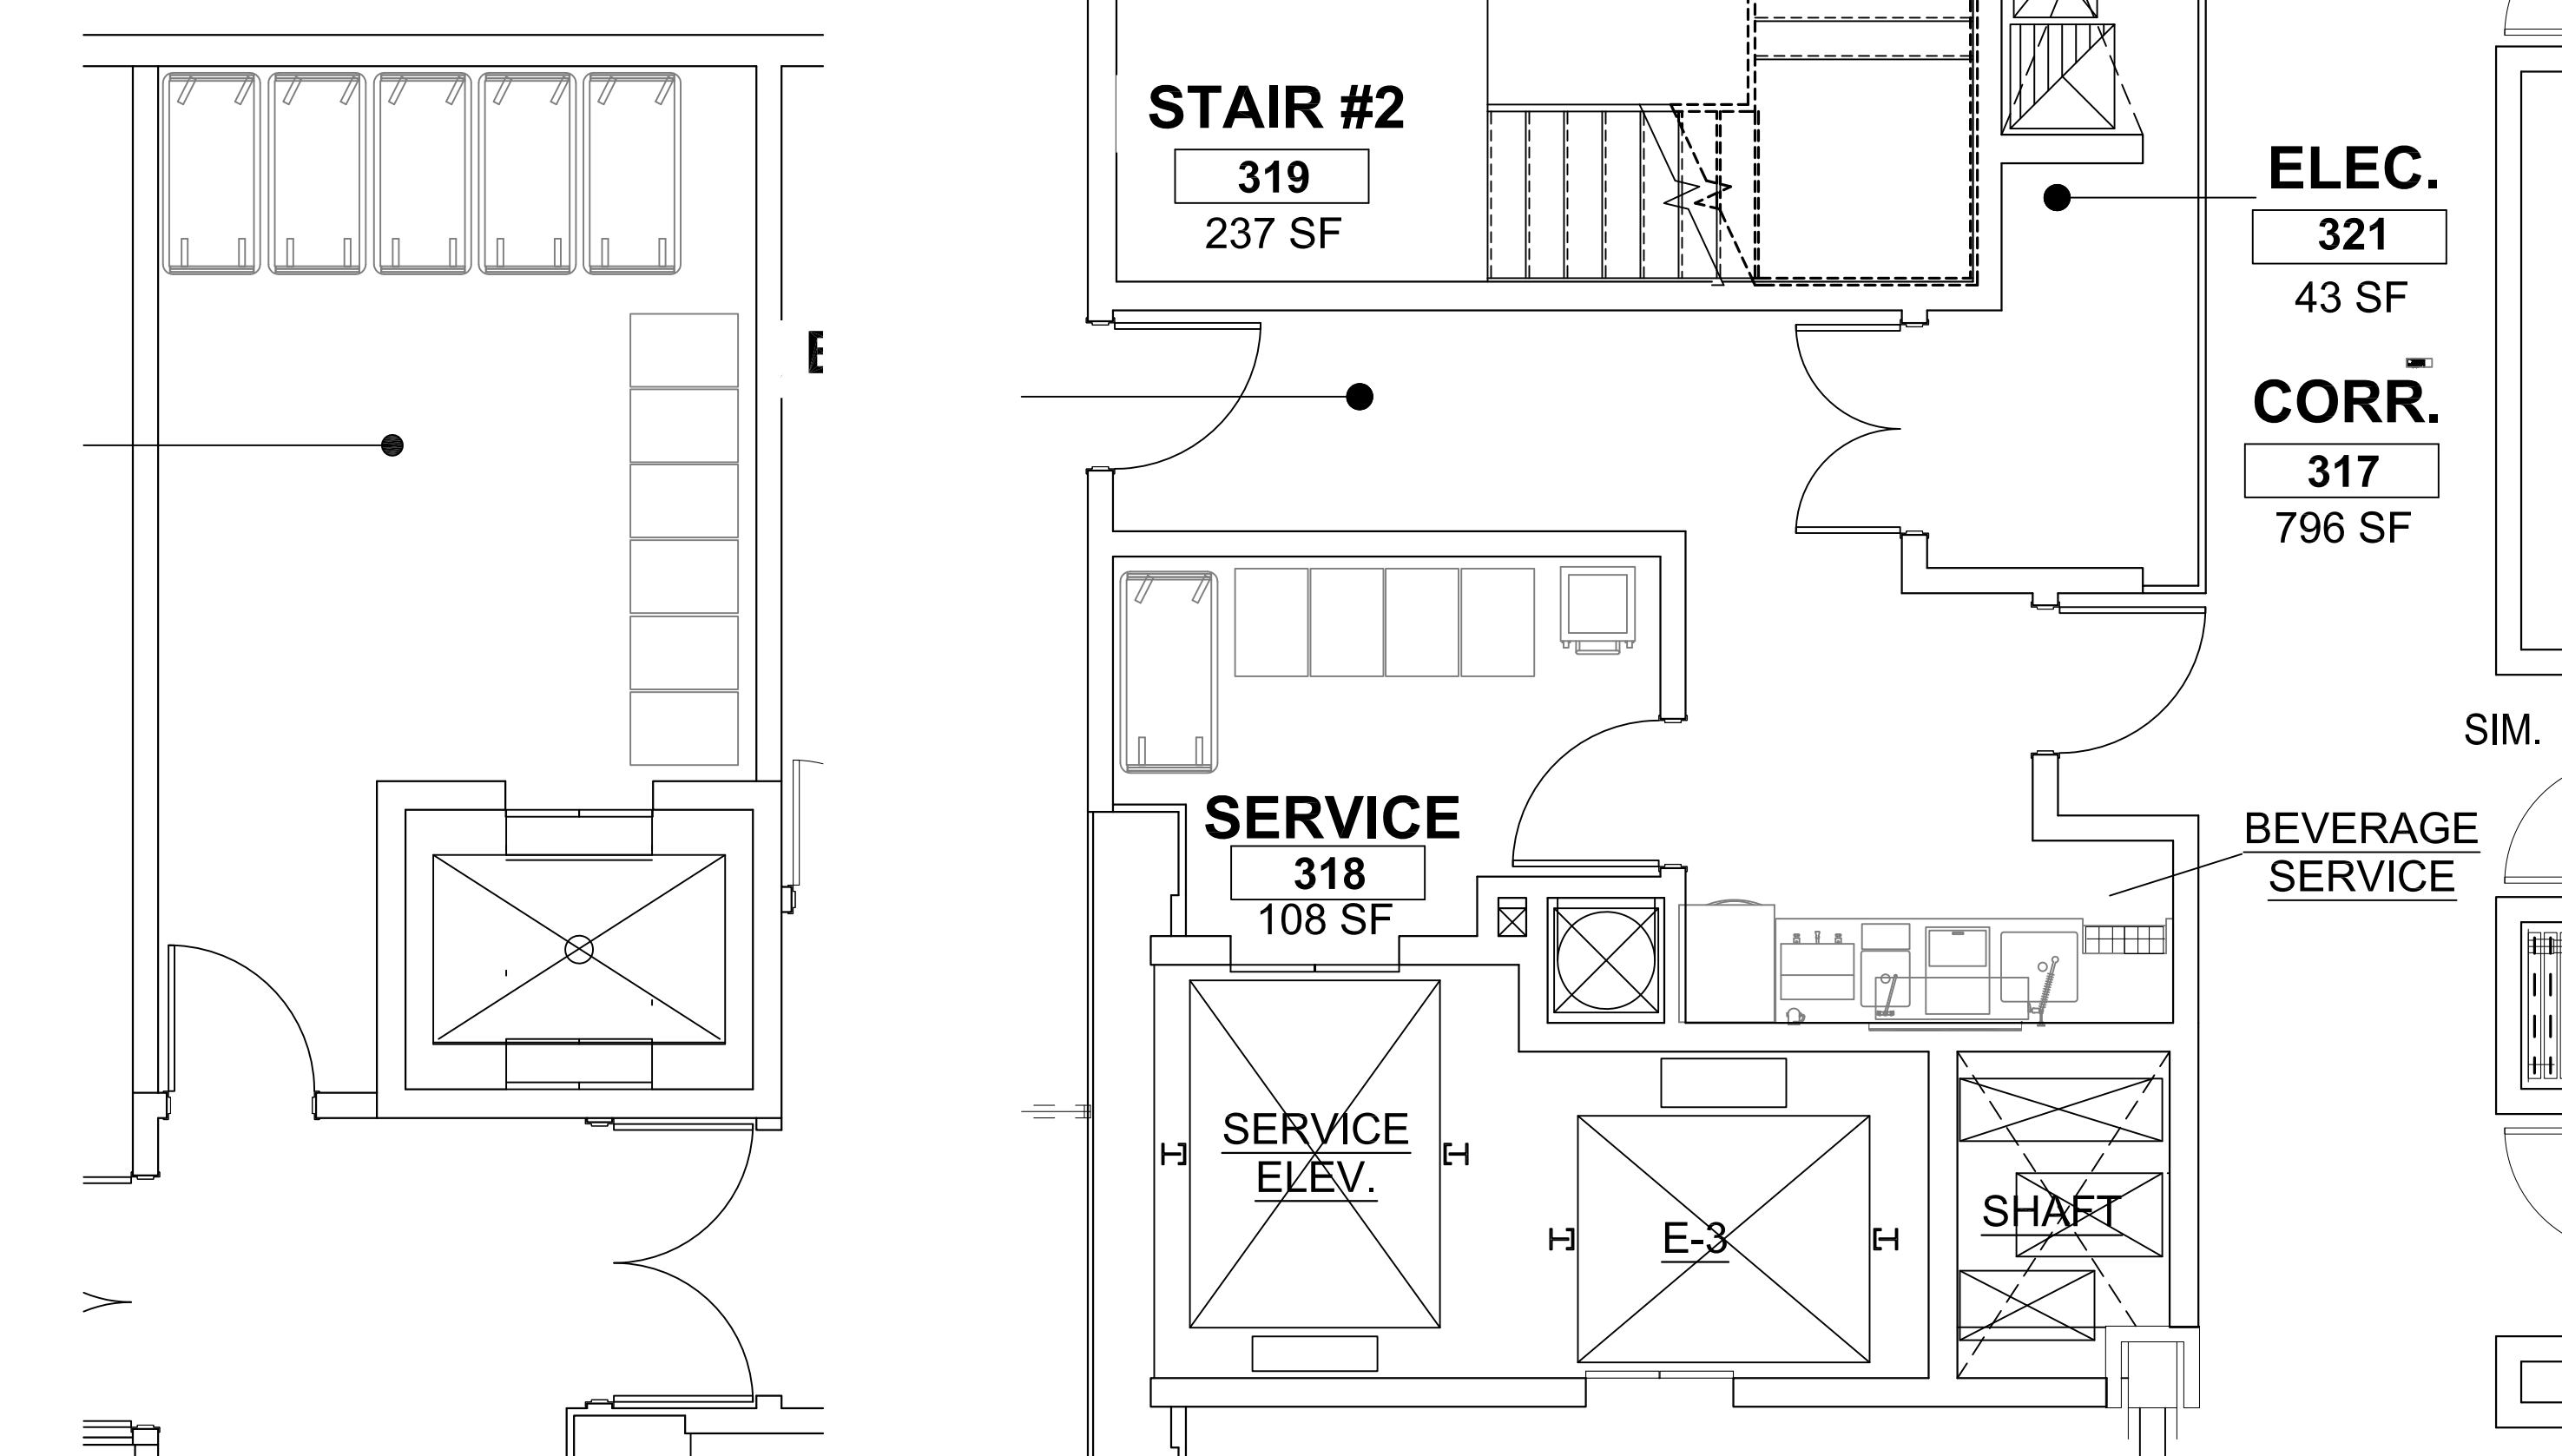 STAIR #2
319
237 SF
ELEC.
321
43 SF
CORR.
317
796 SF
SIM.
SERVICE
318
108 SF
BEVERAGE
SERVICE
SERVICE
ELEV.
E-3
SHAFT